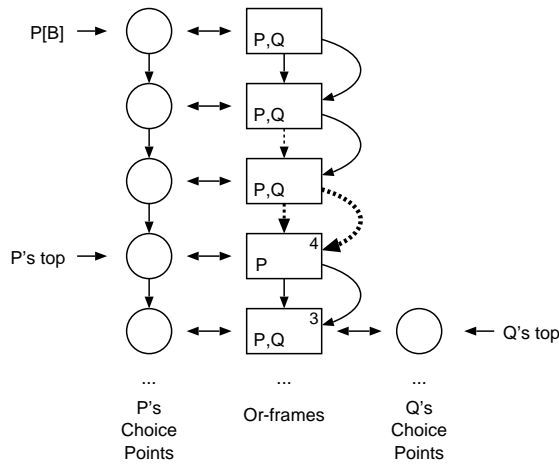 P[B]
P,Q
P,Q
P,Q
P's top
4
P
3
P,Q
Q's top
... ... ...
P's Choice Points
Or-frames
Q's Choice Points